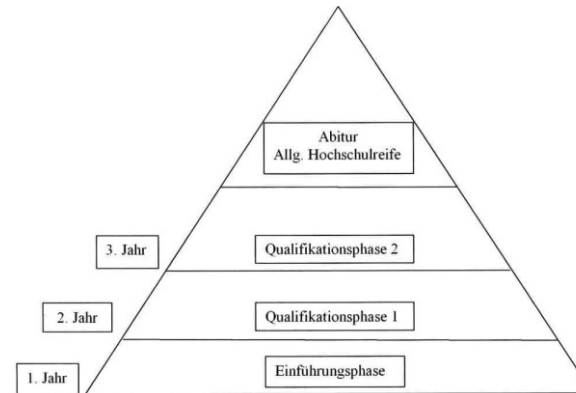 Abitur
Allg. Hochschulreife
3. Jahr
Qualifikationsphase 2
2. Jahr
Qualifikationsphase 1
1. Jahr
Einführungsphase